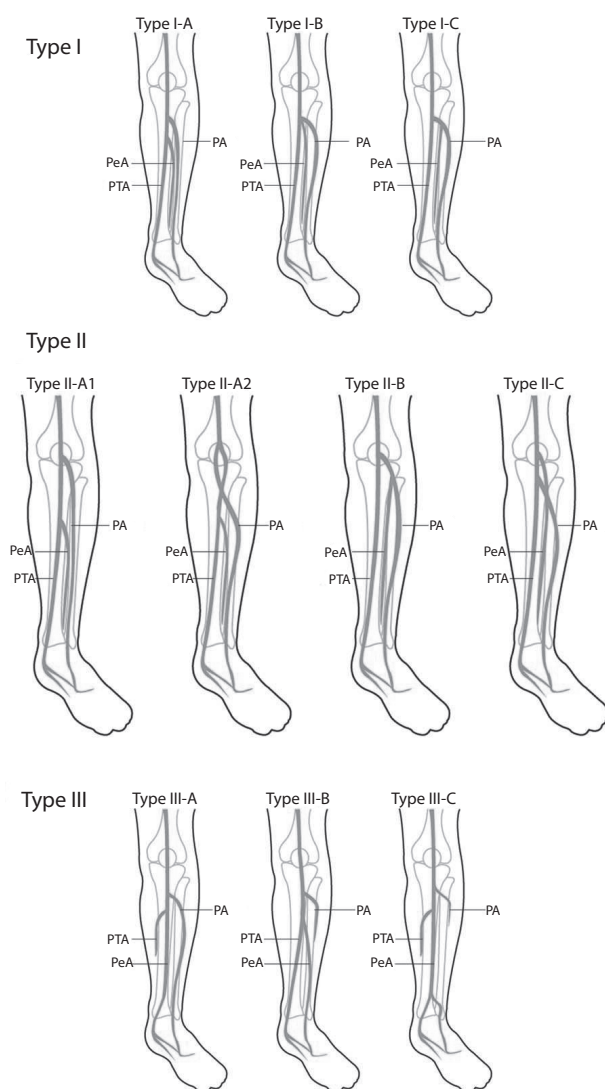 Type I
Type I-A
Type I-B
Type I-C
PA
PA
PA
PeA
PeA
PeA
PTA
PTA
PTA
Type II
Type II-A1
Type II-A2
Type II-B
Type II-C
PA
PA
PA
PA
PeA
PeA
PeA
PeA
PTA
PTA
PTA
PTA
Type III
Type III-A
Type III-B
Type III-C
PA
PA
PA
PTA
PTA
PTA
PeA
PeA
PeA